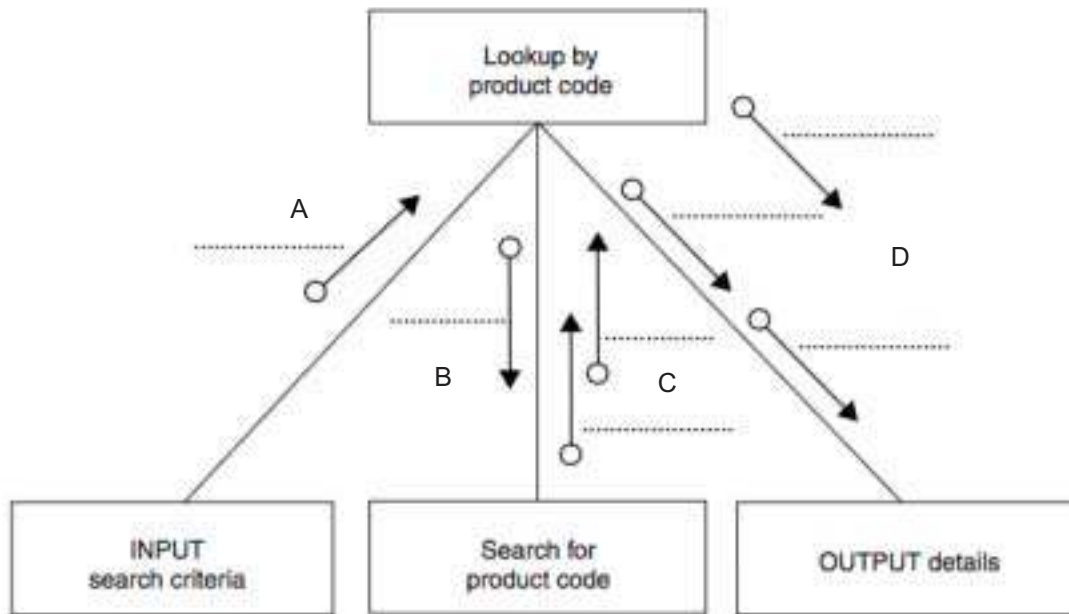 Lookup by
product code
A
D
B
C
INPUT
search criteria
Search for
product code
OUTPUT details